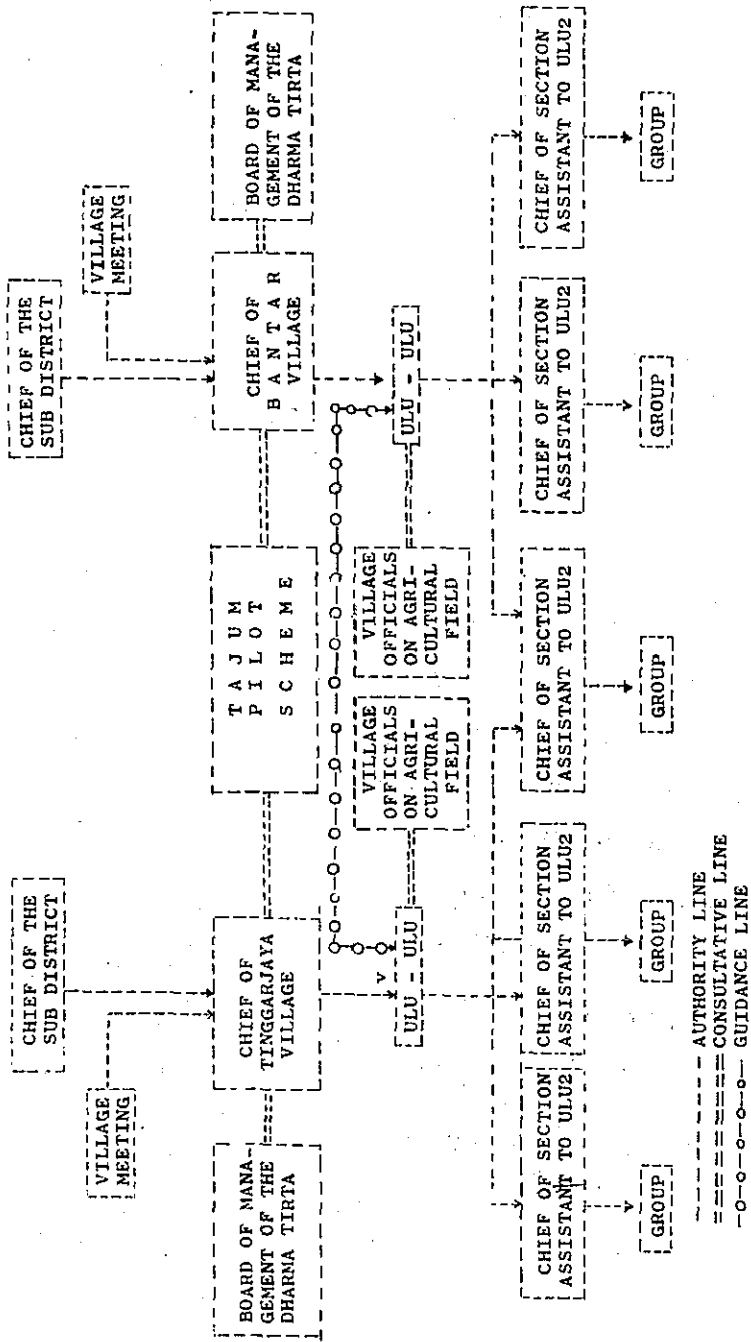 CHIEF OF THE
SUB DISTRICT
CHIEF OF THE
SUB DISTRICT
VILLAGE
MEETING
VILLAGE
MEETING
BOARD OF MANA-
GEMENT OF THE
DHARMA TIRTA
CHIEF OF
TINGGARJAYA
VILLAGE
TAJUM
PILOT
SCHEME
CHIEF OF
BANTAR
VILLAGE
BOARD OF MANA-
GEMENT OF THE
DHARMA TIRTA
ULU - ULU
VILLAGE
OFFICIALS
ON AGRI-
CULTURAL
FIELD
VILLAGE
OFFICIALS
ON AGRI-
CULTURAL
FIELD
ULU - ULU
CHIEF OF SECTION
ASSISTANT TO ULU2
CHIEF OF SECTION
ASSISTANT TO ULU2
CHIEF OF SECTION
ASSISTANT TO ULU2
CHIEF OF SECTION
ASSISTANT TO ULU2
CHIEF OF SECTION
ASSISTANT TO ULU2
GROUP
GROUP
GROUP
GROUP
GROUP
AUTHORITY LINE
CONSULTATIVE LINE
GUIDANCE LINE